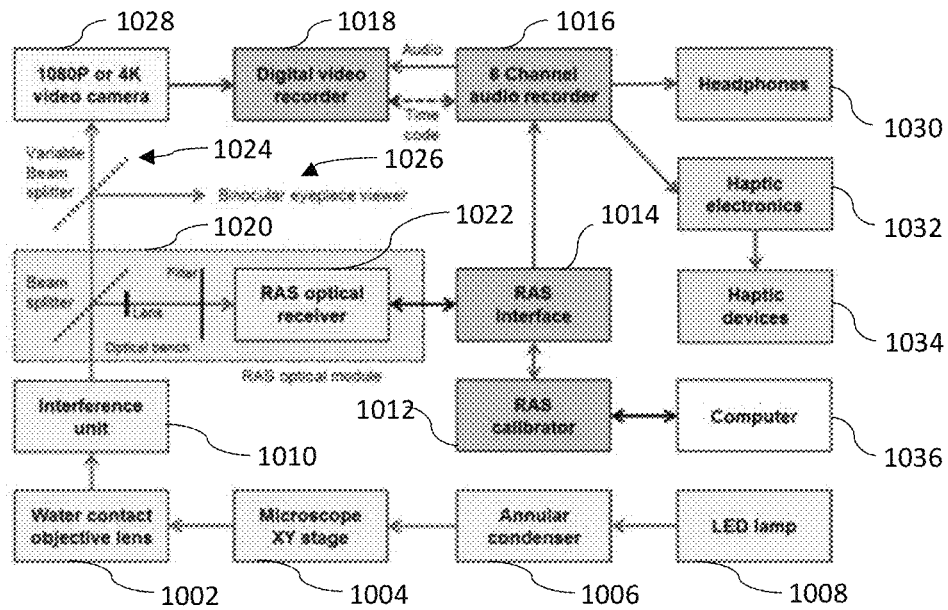 1028
1018
1016
1080P or 4K
video camera
Digital video
recorder
Audio
Time
code
8 Channel
audio recorder
Headphones
1030
Variable
Beam
splitter
1024
1026
Binocular eyepiece viewer
Haptic
electronics
1032
1020
1022
1014
Beam
splitter
Lens
Filter
Optical bench
RAS optical
receiver
RAS
interface
Haptic
devices
1034
RAS optical module
Interference
unit
1010
1012
RAS
calibrator
Computer
1036
Water contact
objective lens
Microscope
XY stage
Annular
condenser
LED lamp
1002
1004
1006
1008